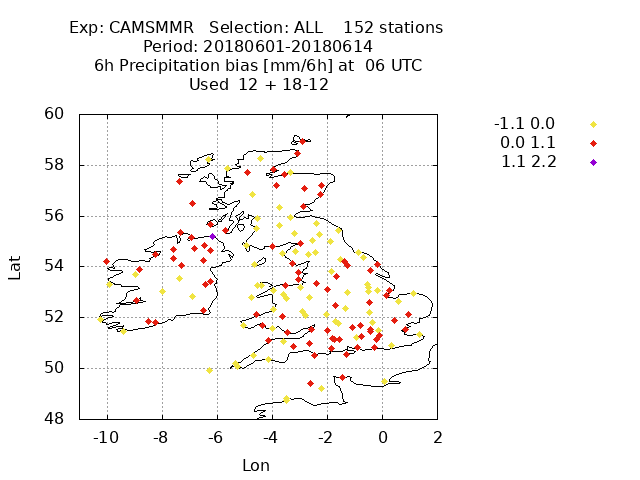 Exp: CAMSMMR   Selection: ALL    152 stations
Period: 20180601-20180614
6h Precipitation bias [mm/6h] at  06 UTC
Used  12 + 18-12
-1.1 0.0
0.0 1.1
1.1 2.2
60
58
56
54
52
50
48
Lat
-10 -8 -6 -4 -2 0 2
Lon